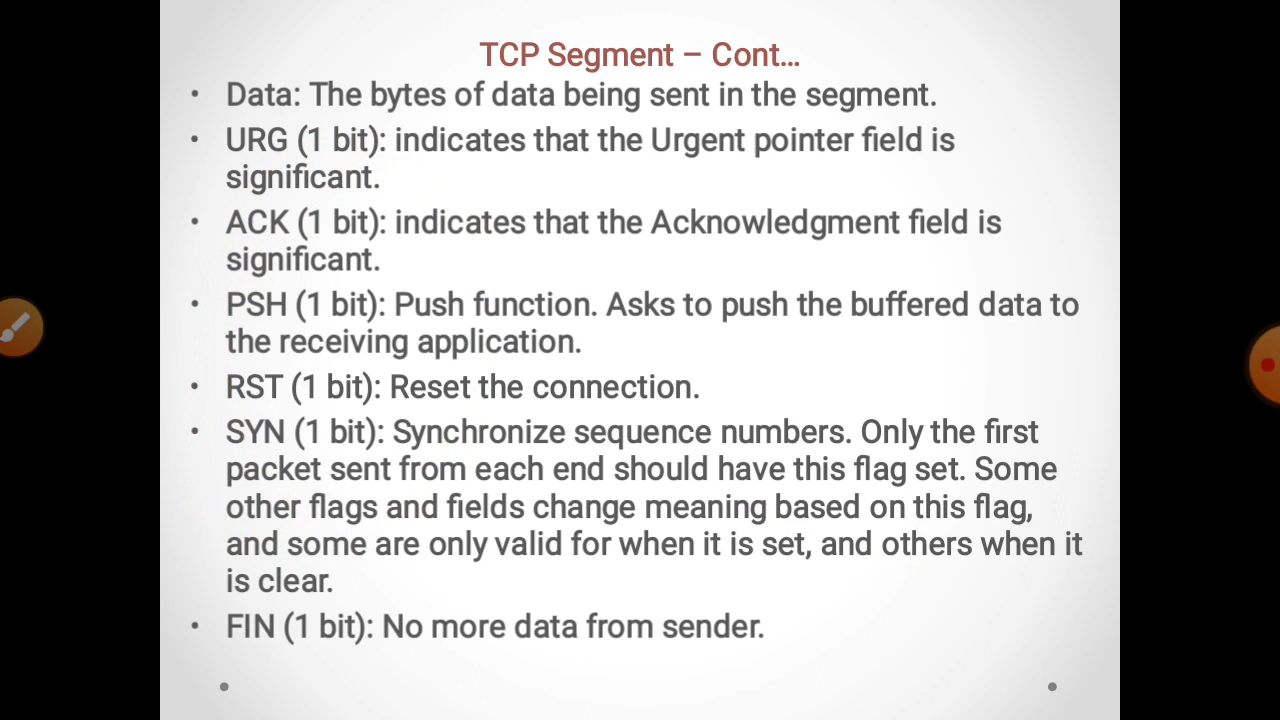 TCP Segment – Cont…
• Data: The bytes of data being sent in the segment.
• URG (1 bit): indicates that the Urgent pointer field is
significant.
• ACK (1 bit): indicates that the Acknowledgment field is
significant.
• PSH (1 bit): Push function. Asks to push the buffered data to
the receiving application.
• RST (1 bit): Reset the connection.
• SYN (1 bit): Synchronize sequence numbers. Only the first
packet sent from each end should have this flag set. Some
other flags and fields change meaning based on this flag,
and some are only valid for when it is set, and others when it
is clear.
• FIN (1 bit): No more data from sender.